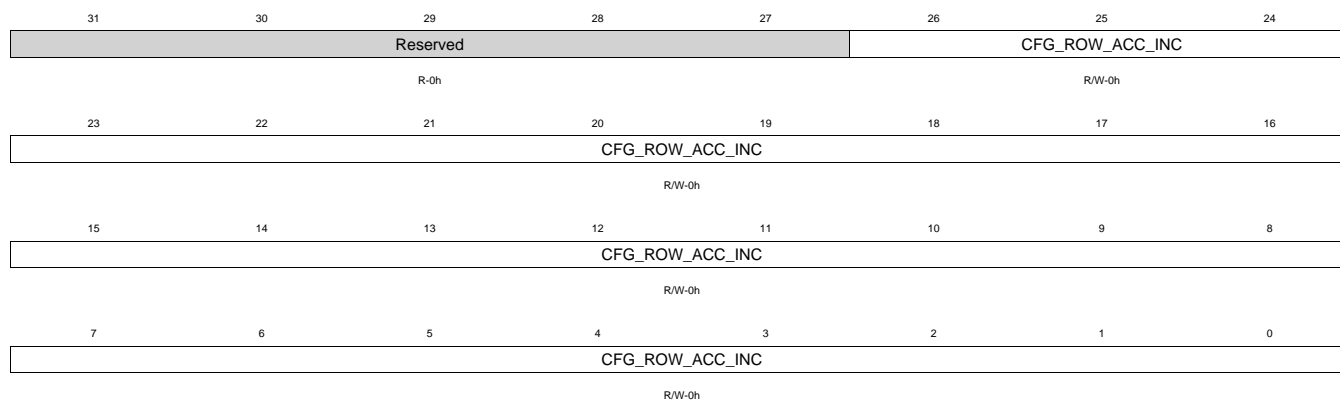 31 30 29 28 27 26 25 24
Reserved CFG_ROW_ACC_INC
R-0h R/W-0h
23 22 21 20 19 18 17 16
CFG_ROW_ACC_INC
R/W-0h
15 14 13 12 11 10 9 8
CFG_ROW_ACC_INC
R/W-0h
7 6 5 4 3 2 1 0
CFG_ROW_ACC_INC
R/W-0h